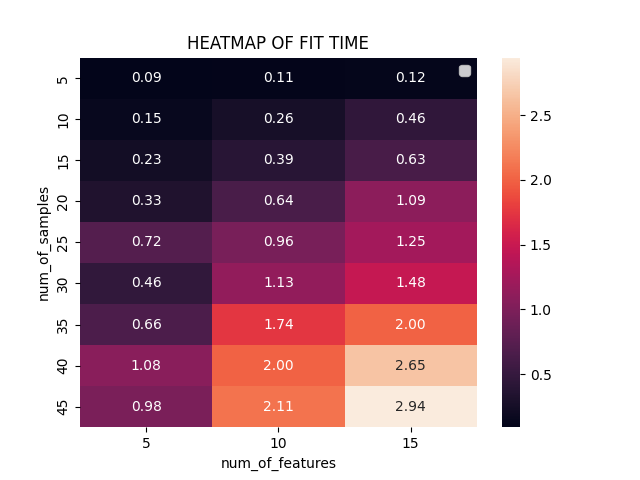 HEATMAP OF FIT TIME
num_of_samples
5 0.09 0.11 0.12
10 0.15 0.26 0.46
15 0.23 0.39 0.63
20 0.33 0.64 1.09
25 0.72 0.96 1.25
30 0.46 1.13 1.48
35 0.66 1.74 2.00
40 1.08 2.00 2.65
45 0.98 2.11 2.94
5 10 15
num_of_features
2.5
2.0
1.5
1.0
0.5